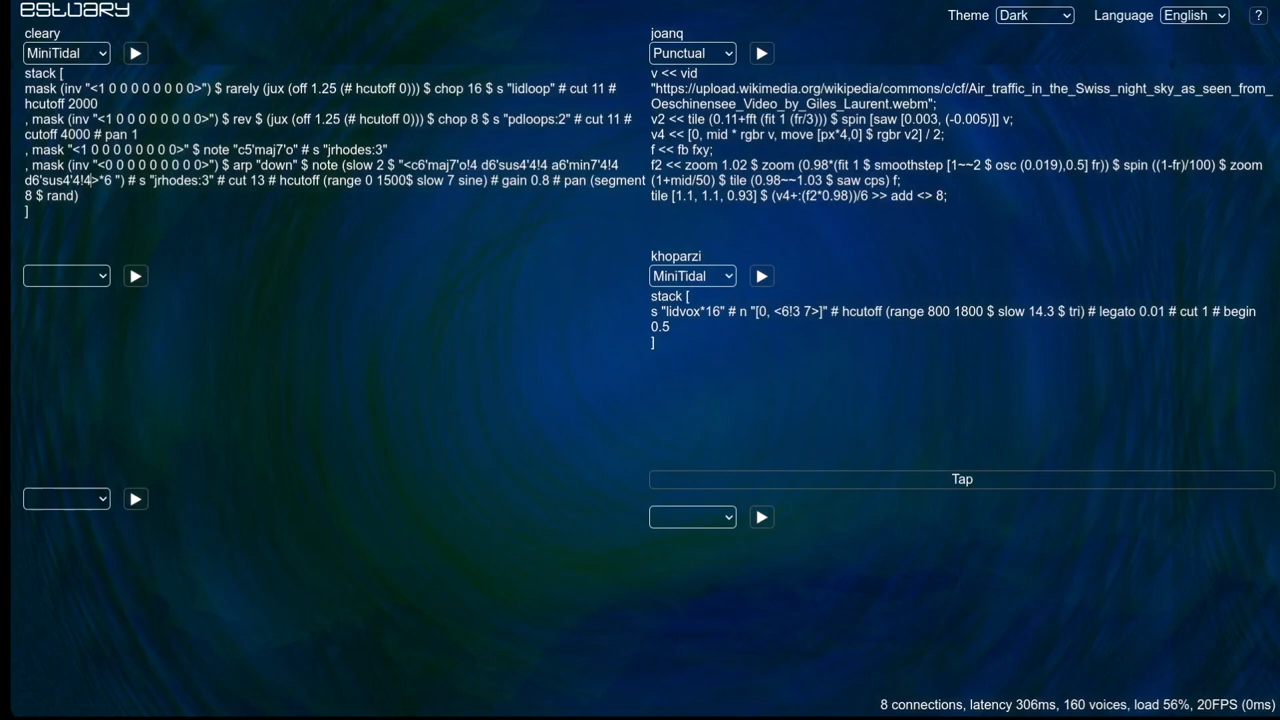 estuary
Theme Dark Language English ?
cleary
MiniTidal
stack [
mask (inv "<1 0 0 0 0 0 0 0>") $ rarely (jux (off 1.25 (# hcutoff 0))) $ chop 16 $ s "lidloop" # cut 11 #
hcutoff 2000
, mask (inv "<1 0 0 0 0 0 0 0>") $ rev $ (jux (off 1.25 (# hcutoff 0))) $ chop 8 $ s "pdloops:2" # cut 11 #
cutoff 4000 # pan 1
, mask "<1 0 0 0 0 0 0 0>" $ note "c5'maj7'o" # s "jrhodes:3"
, mask (inv "<0 0 0 0 0 0 0 0>") $ arp "down" $ note (slow 2 $ "<c6'maj7'o!4 d6'sus4'4!4 a6'min7'4!4
d6'sus4'4!4>*6 ") # s "jrhodes:3" # cut 13 # hcutoff (range 0 1500$ slow 7 sine) # gain 0.8 # pan (segment
8 $ rand)
]
joanq
Punctual
v << vid
"https://upload.wikimedia.org/wikipedia/commons/c/cf/Air_traffic_in_the_Swiss_night_sky_as_seen_from_
Oeschinensee_Video_by_Giles_Laurent.webm";
v2 << tile (0.11+fft (fit 1 (fr/3))) $ spin [saw [0.003, (-0.005)]] v;
v4 << [0, mid * rgbr v, move [px*4,0] $ rgbr v2] / 2;
f << fb fxy;
f2 << zoom 1.02 $ zoom (0.98*(fit 1 $ smoothstep [1~~2 $ osc (0.019),0.5] fr)) $ spin ((1-fr)/100) $ zoom
(1+mid/50) $ tile (0.98~~1.03 $ saw cps) f;
tile [1.1, 1.1, 0.93] $ (v4+:(f2*0.98))/6 >> add <> 8;
khoparzi
MiniTidal
stack [
s "lidvox*16" # n "[0, <6!3 7>]" # hcutoff (range 800 1800 $ slow 14.3 $ tri) # legato 0.01 # cut 1 # begin
0.5
]
Tap
8 connections, latency 306ms, 160 voices, load 56%, 20FPS (0ms)